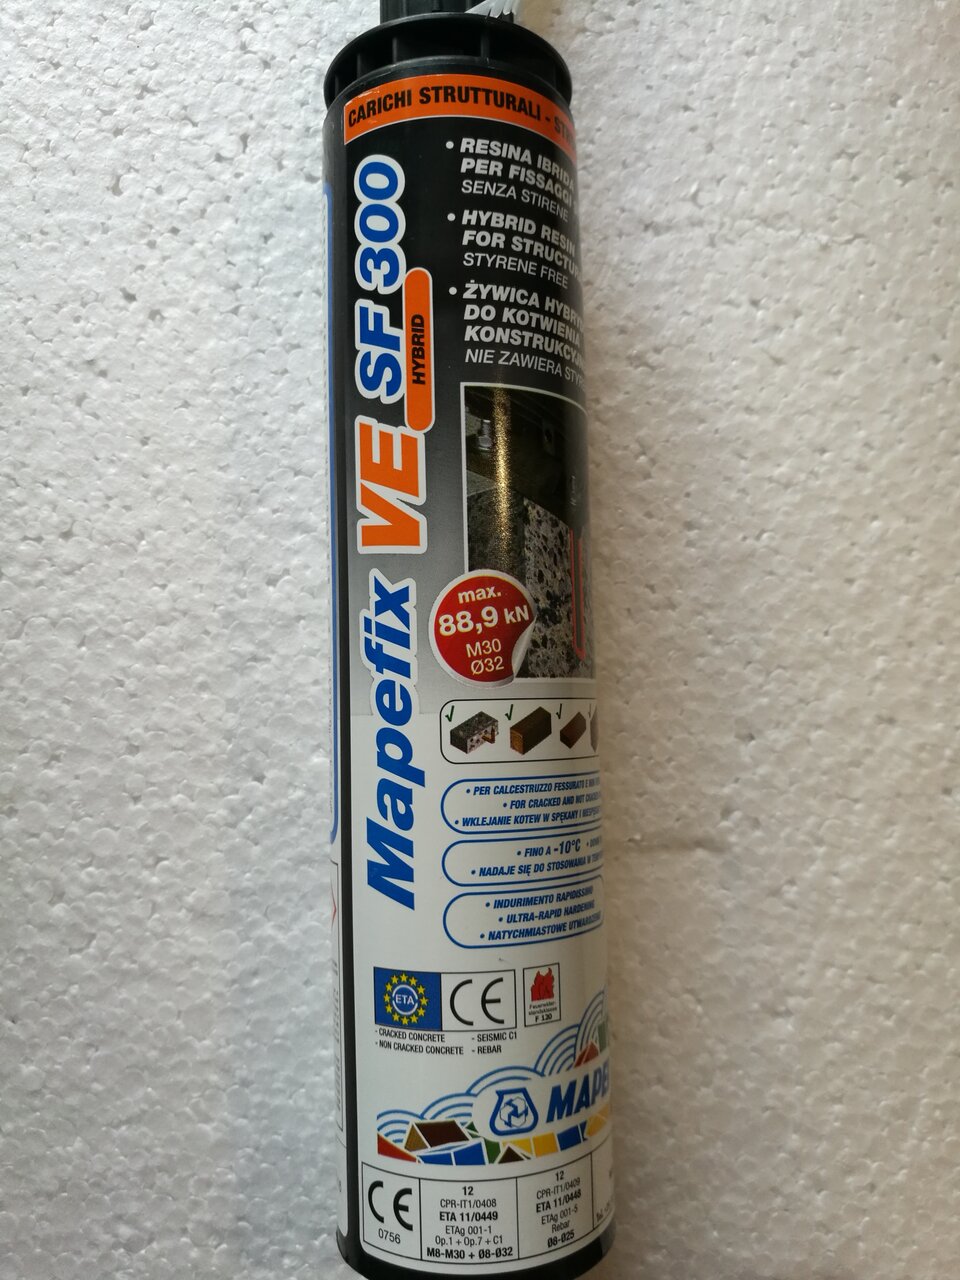 CARICHI STRUTTURALI -
• RESINA IBRIDA
PER FISSAGGI
SENZA STIRENE
• HYBRID RESIN
FOR STRUCTU
STYRENE FREE
• ŻYWICA HYBRY
DO KOTWIENIA
KONSTRUKCYJ
NIE ZAWIERA STY
Mapefix VE SF 300
HYBRID
max.
88,9 kN
M30
Ø32
• PER CALCESTRUZZO FESSURATO E
• FOR CRACKED AND NOT
• WKLEJANIE KOTEW W SPĘKANY I
• FINO A -10°C
• NADAJE SIĘ DO STOSOWANIA W
• INDURIMENTO RAPIDISSIMO
• ULTRA-RAPID HARDENING
• NATYCHMIASTOWE UTWARDZENIE
ETA
CE
Feuerwider-
standsklasse
F 120
- CRACKED CONCRETE
- NON CRACKED CONCRETE
- SEISMIC C1
- REBAR
MAPE
CE
0756
12
CPR-IT1/0408
ETA 11/0449
ETAg 001-1
Op.1 + Op.7 + C1
M8-M30 + Ø8-Ø32
12
CPR-IT1/0409
ETA 11/0448
ETAg 001-5
Rebar
Ø8-Ø25